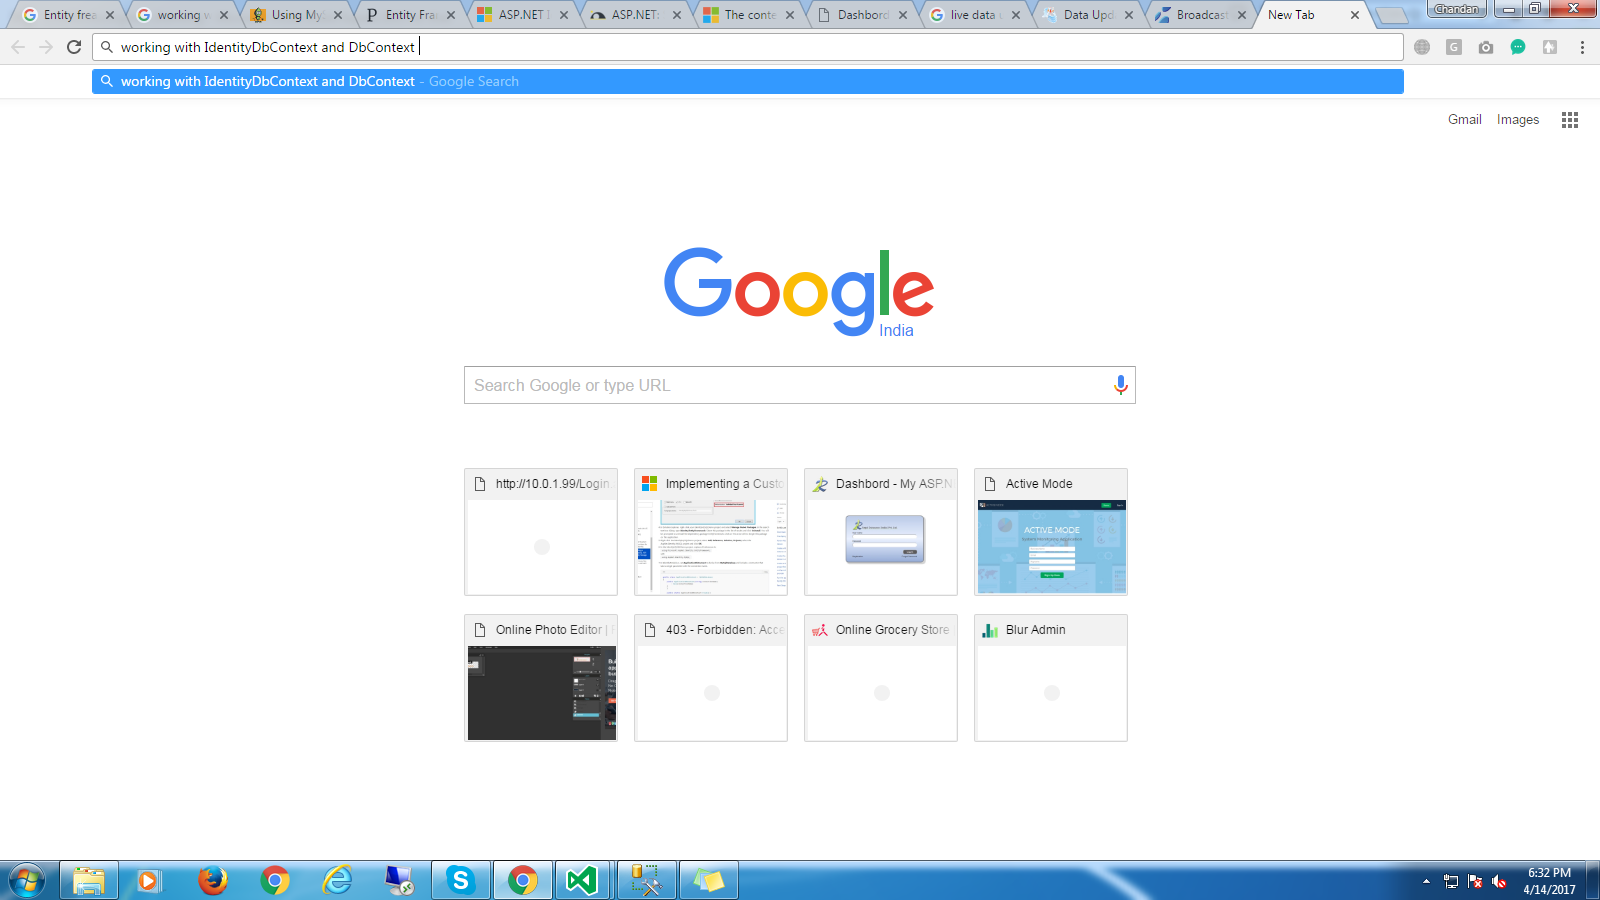 Entity frea
working w
Using MyS
Entity Fra
ASP.NET I
ASP.NET:
The conte
Dashbord
live data u
Data Upd
Broadcast
New Tab
Chandan
working with IdentityDbContext and DbContext
working with IdentityDbContext and DbContext - Google Search
Gmail Images
Google
India
Search Google or type URL
http://10.0.1.99/Login.
Implementing a Custo
Dashbord - My ASP.N
Active Mode
ACTIVE MODE
Online Photo Editor |
403 - Forbidden: Acce
Online Grocery Store |
Blur Admin
6:32 PM
4/14/2017